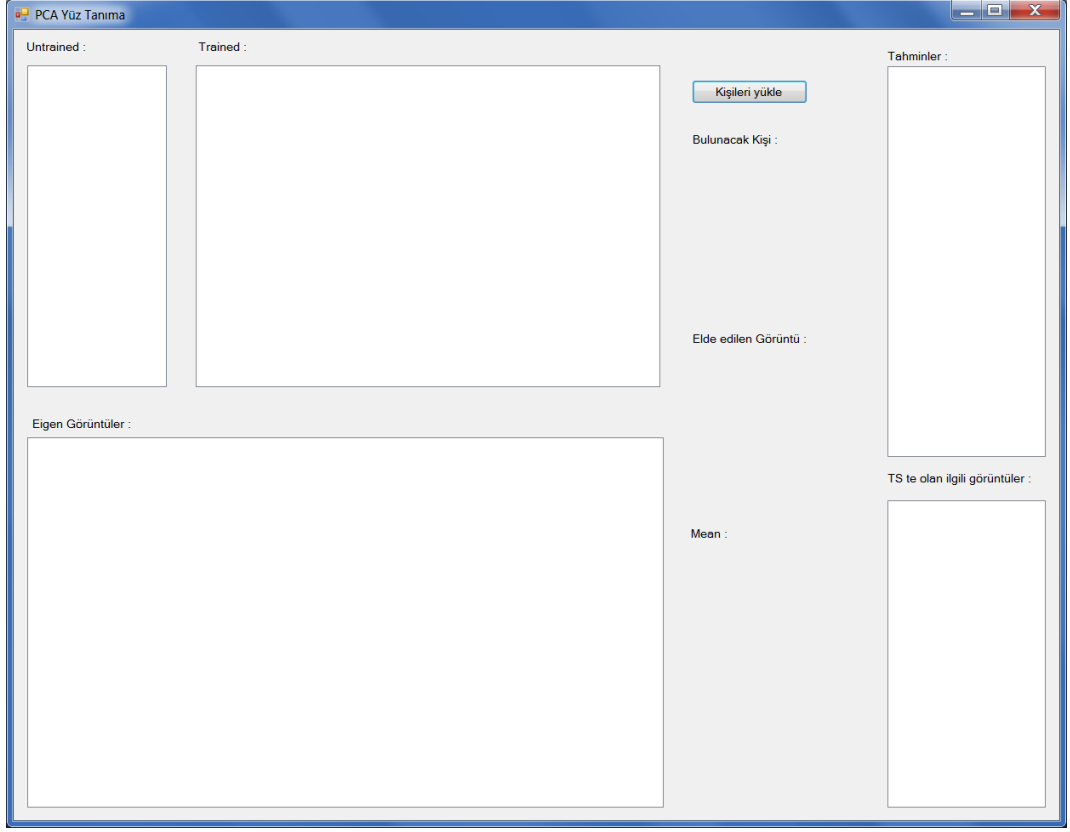 PCA Yüz Tanıma
Untrained :
Trained :
Tahminler :
Kişileri yükle
Bulunacak Kişi :
Elde edilen Görüntü :
Eigen Görüntüler :
TS te olan ilgili görüntüler :
Mean :